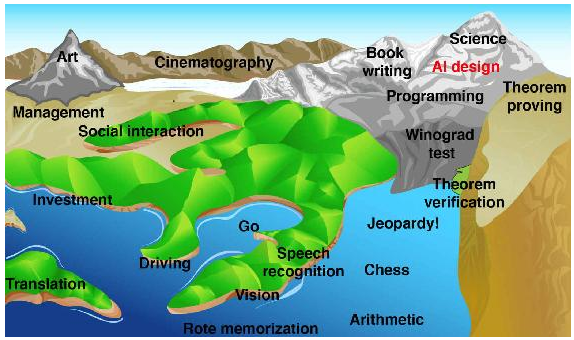 Science
Art
Book
writing
Cinematography
AI design
Theorem
proving
Programming
Management
Social interaction
Winograd
test
Theorem
verification
Investment
Go
Jeopardy!
Driving
Speech
recognition
Chess
Translation
Vision
Rote memorization
Arithmetic